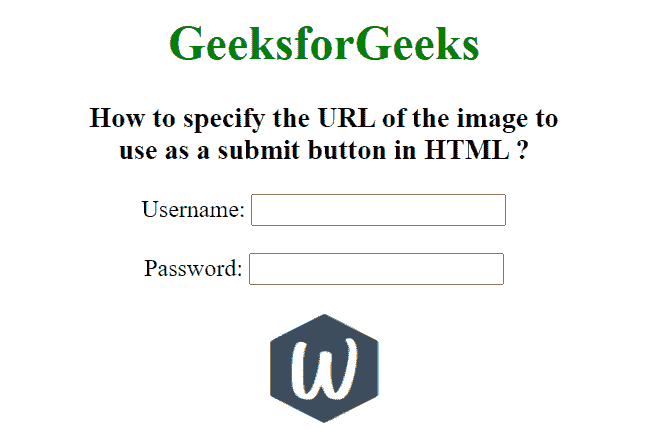 GeeksforGeeks
How to specify the URL of the image to
use as a submit button in HTML ?
Username:
Password:
W